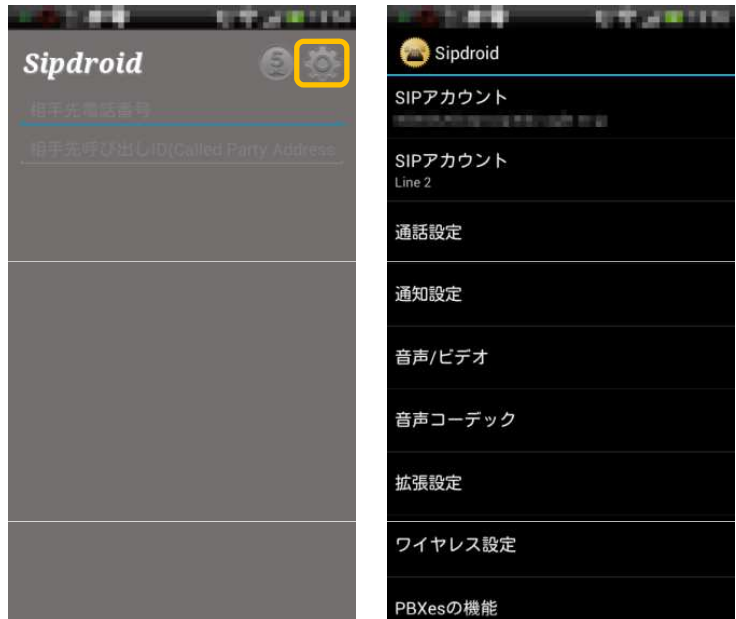 Sipdroid
5
相手先電話番号
相手先呼び出しID(Called Party Address
Sipdroid
SIPアカウント
SIPアカウント
Line 2
通話設定
通知設定
音声/ビデオ
音声コーデック
拡張設定
ワイヤレス設定
PBXesの機能